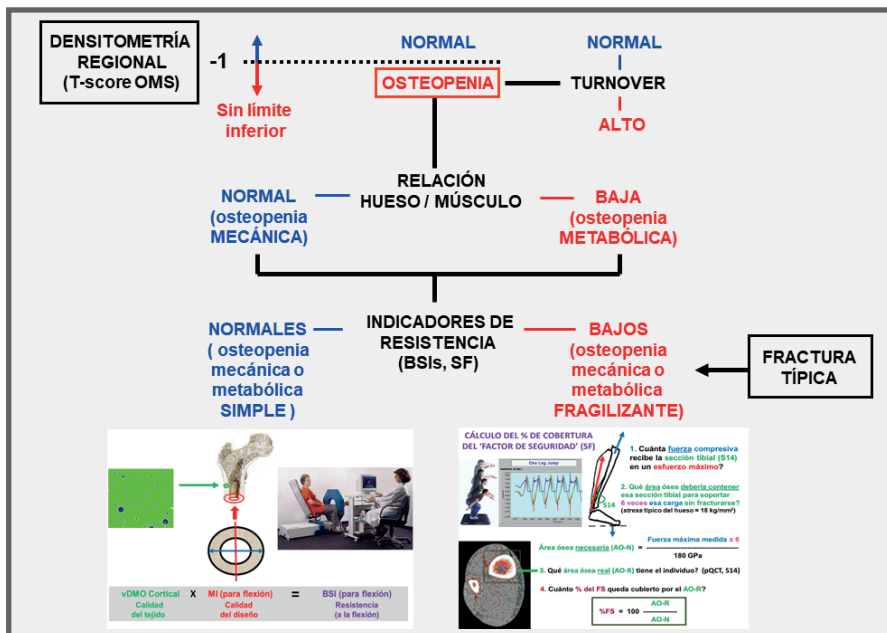 DENSITOMETRÍA
REGIONAL
(T-score OMS)
-1
Sin límite
inferior
NORMAL
OSTEOPENIA
NORMAL
TURNOVER
ALTO
RELACIÓN
HUESO / MÚSCULO
NORMAL
(osteopenia
MECÁNICA)
BAJA
(osteopenia
METABÓLICA)
INDICADORES DE
RESISTENCIA
(BSIs, SF)
NORMALES
( osteopenia
mecánica o
metabólica
SIMPLE )
BAJOS
(osteopenia
mecánica o
metabólica
FRAGILIZANTE)
FRACTURA
TÍPICA
vDMO Cortical
Calidad
del tejido
X
MI (para flexión)
Calidad
del diseño
=
BSI (para flexión)
Resistencia
(a la flexión)
CÁLCULO DEL % DE COBERTURA
DEL 'FACTOR DE SEGURIDAD' (SF)
One Leg Jump
S14
1. Cuánta fuerza compresiva
recibe la sección tibial (S14)
en un esfuerzo máximo?
2. Qué área ósea debería contener
esa sección tibial para soportar
6 veces esa carga sin fracturarse?
(stress típico del hueso = 18 kg/mm²)
Área ósea necesaria (AO-N) =
Fuerza máxima medida x 6
180 GPa
3. Qué área ósea real (AO-R) tiene el individuo? (pQCT, S14)
4. Cuánto % del FS queda cubierto por el AO-R?
%FS = 100
AO-R
AO-N